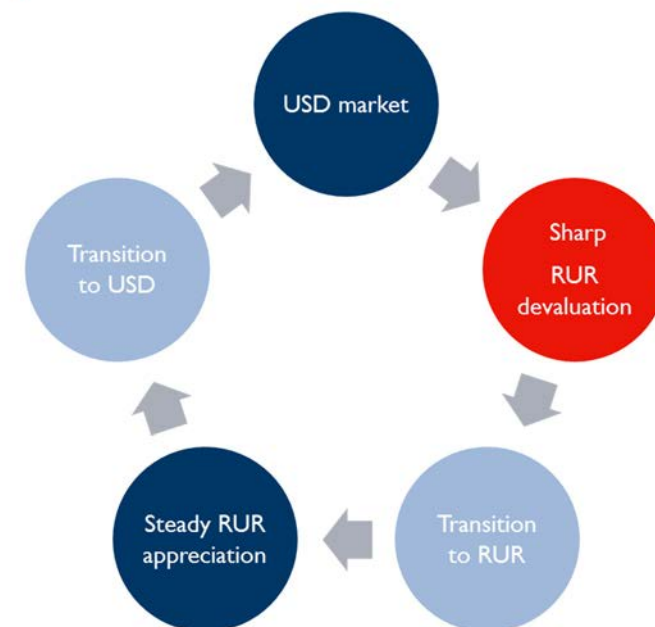 USD market
Sharp
RUR
devaluation
Transition
to RUR
Steady RUR
appreciation
Transition
to USD